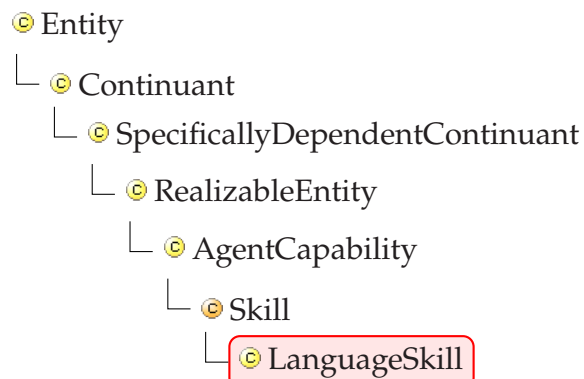 Entity
Continuant
SpecificallyDependentContinuant
RealizableEntity
AgentCapability
Skill
LanguageSkill